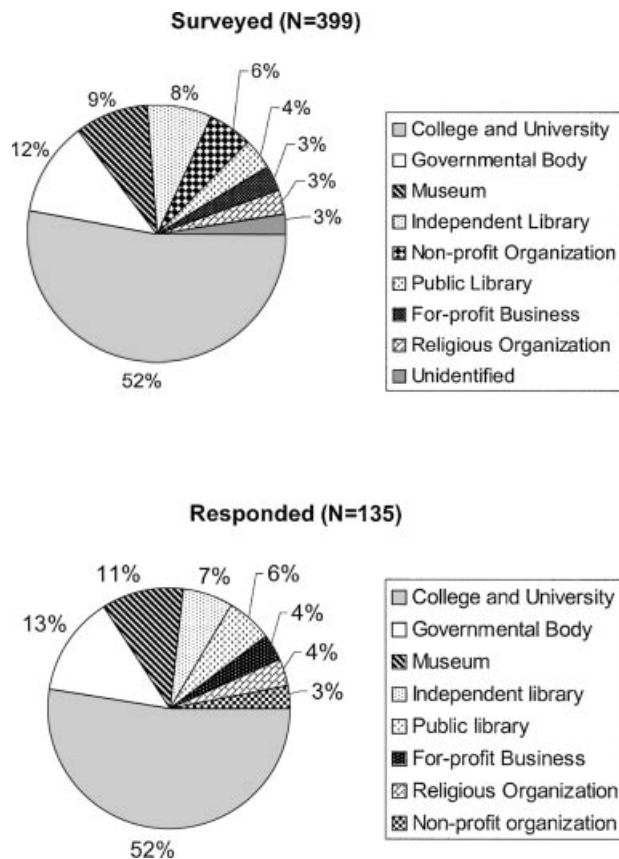 Surveyed (N=399)
6%
9%
8%
4%
12%
3%
3%
3%
52%
College and University
Governmental Body
Museum
Independent Library
Non-profit Organization
Public Library
For-profit Business
Religious Organization
Unidentified
Responded (N=135)
11%
7%
6%
13%
4%
4%
3%
52%
College and University
Governmental Body
Museum
Independent library
Public library
For-profit Business
Religious Organization
Non-profit organization